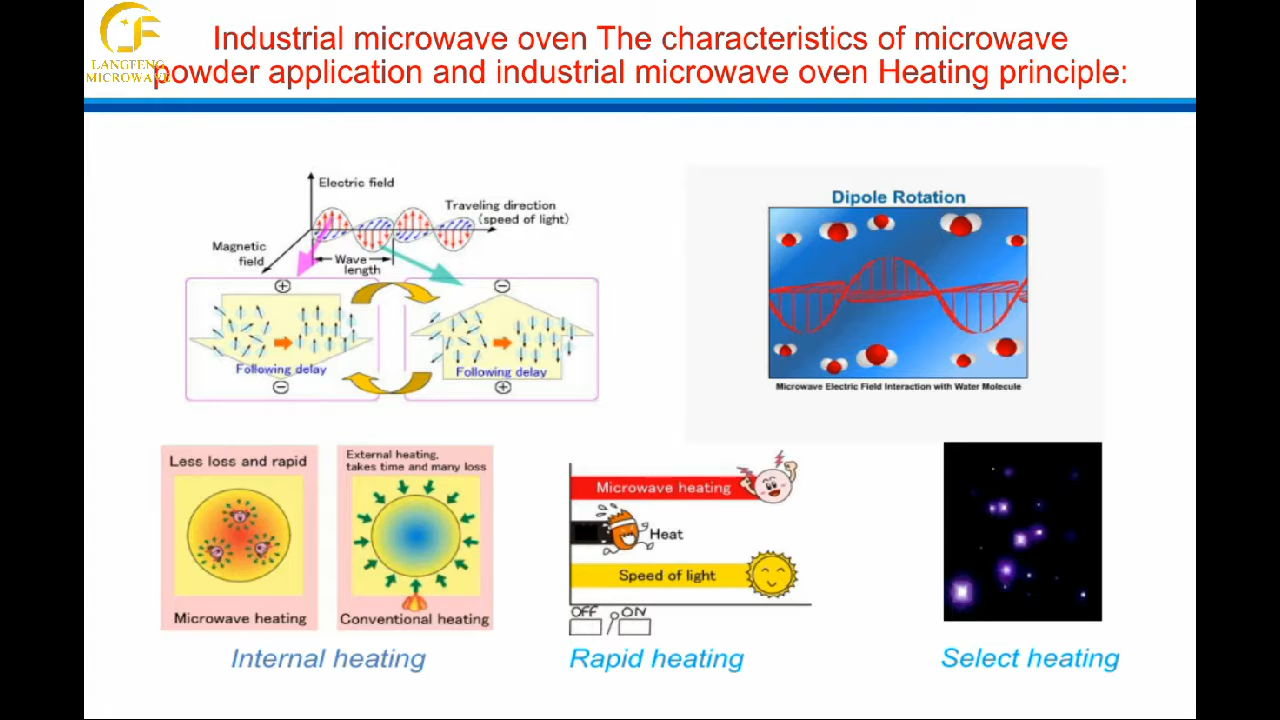 LANGFENG
MICROWAVE
Industrial microwave oven The characteristics of microwave
powder application and industrial microwave oven Heating principle:
Electric field
Traveling direction
(speed of light)
Magnetic
field
Wave
length
+
-
Following delay
Following delay
-
+
Dipole Rotation
Microwave Electric Field Interaction with Water Molecule
Less loss and rapid
Microwave heating
External heating,
takes time and many loss
Conventional heating
Internal heating
Microwave heating
Heat
Speed of light
OFF ON
Rapid heating
Select heating